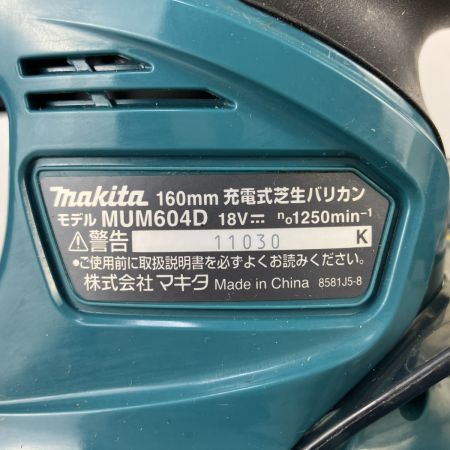 makita 160mm 充電式芝生バリカン
モデル MUM604D 18V⎓ n₀1250min⁻¹
⚠警告 11030 K
●ご使用前に取扱説明書を必ずよくお読みください。
株式会社 マキタ Made in China 8581J5-8